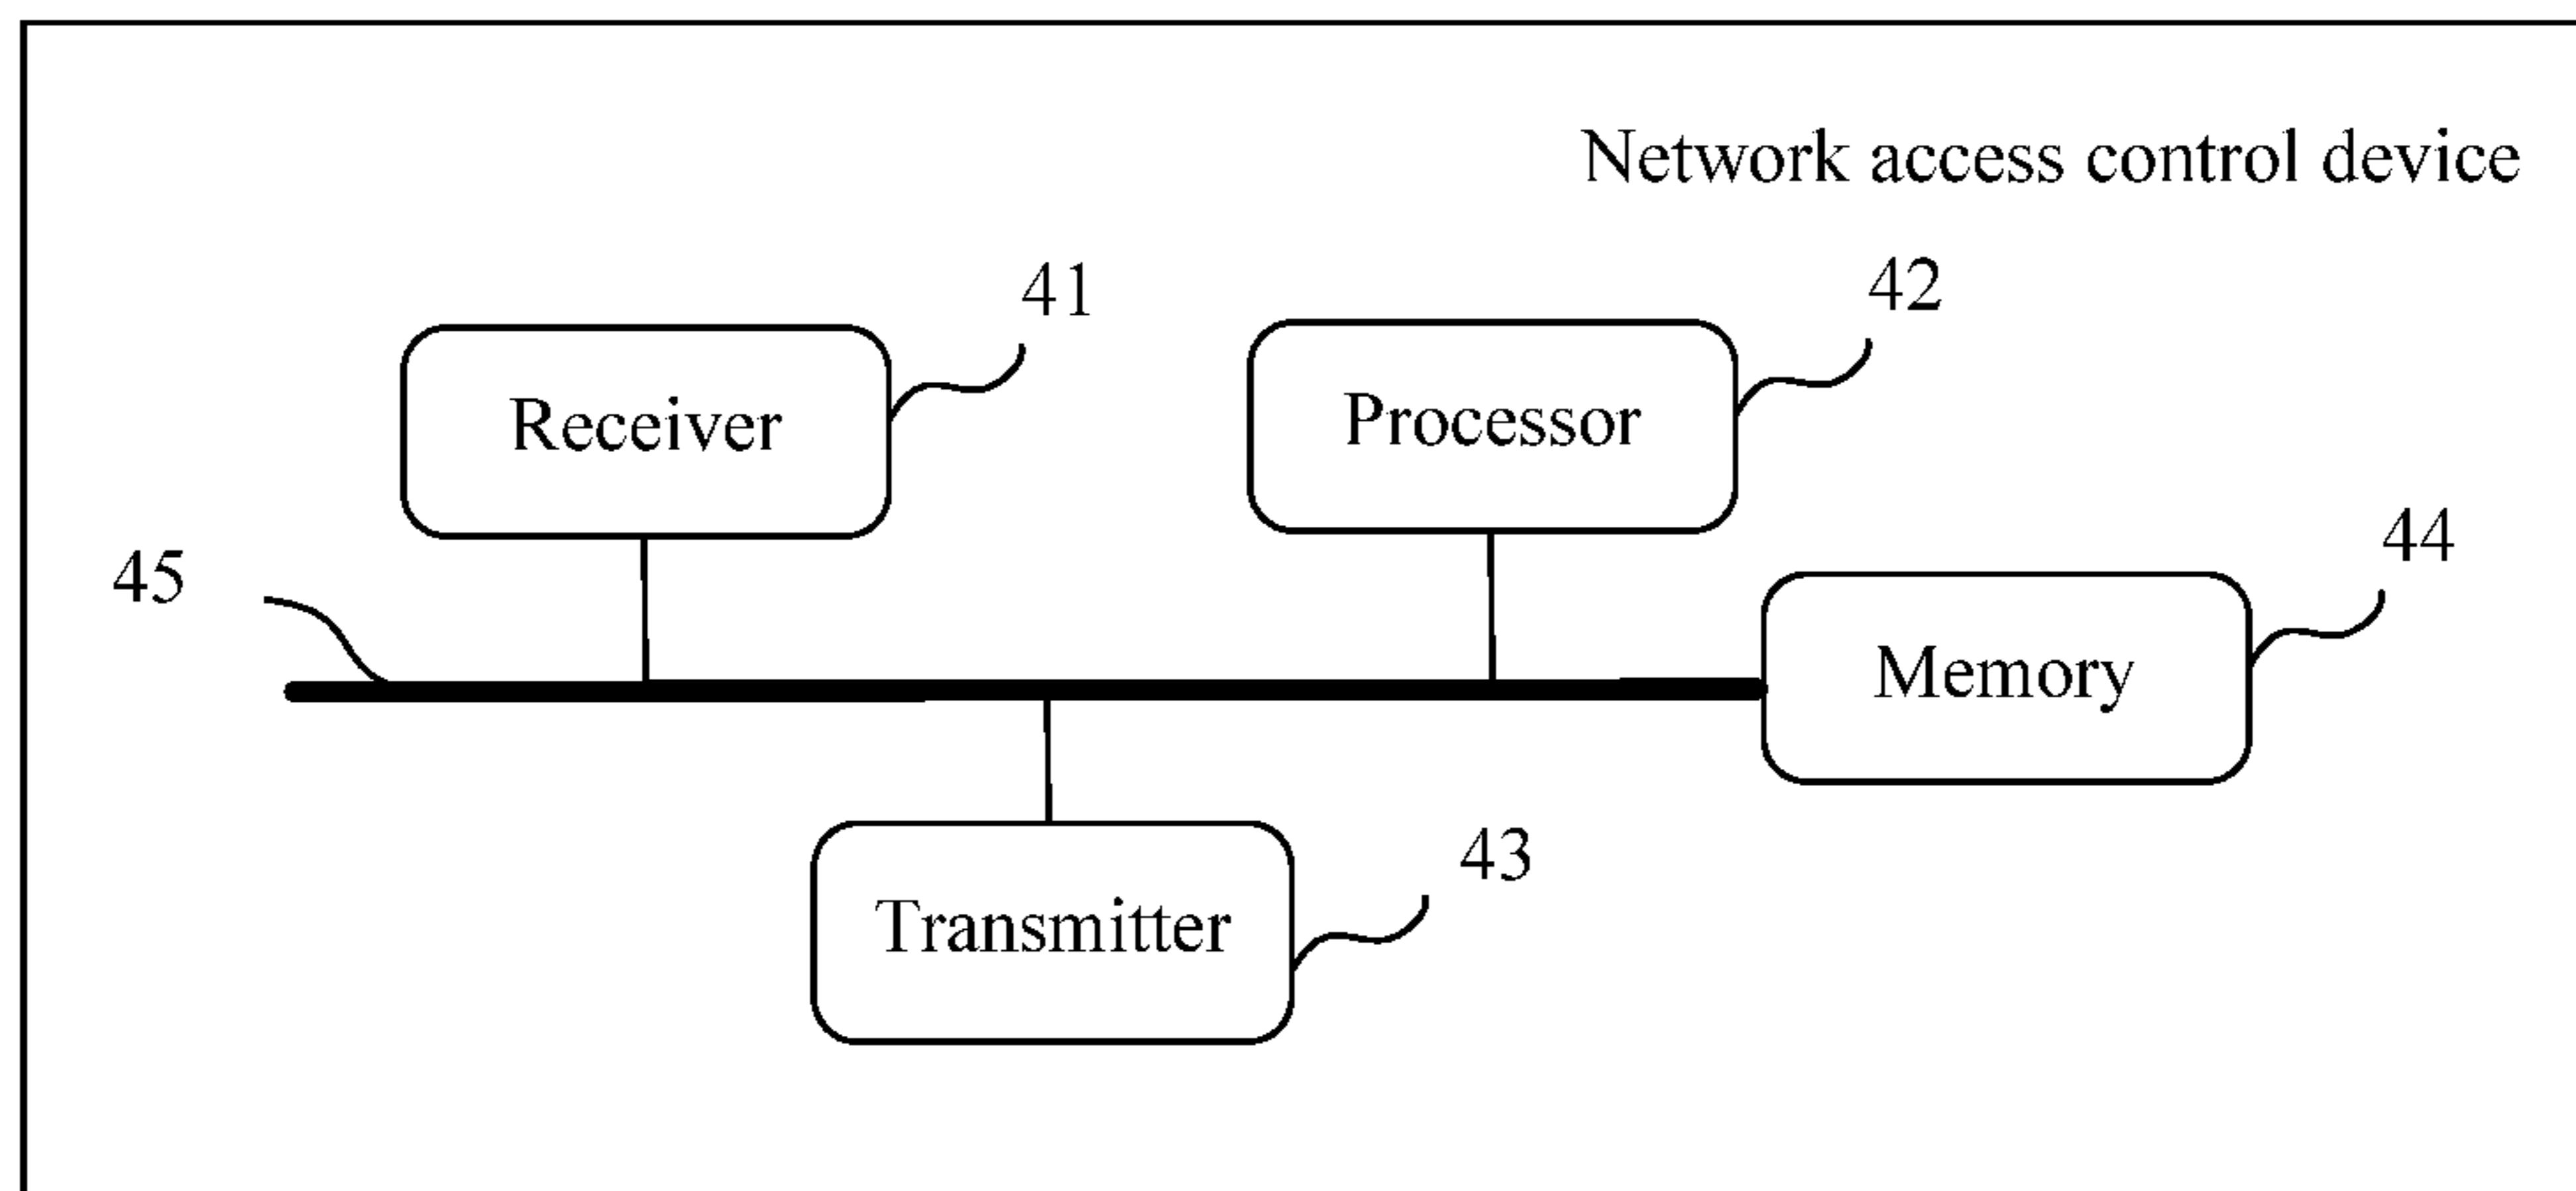 Network access control device
41
42
Receiver
Processor
44
45
Memory
43
Transmitter